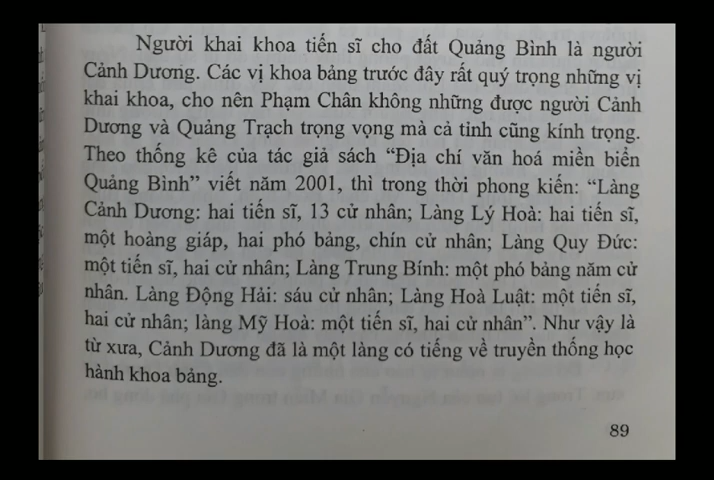 Người khai khoa tiến sĩ cho đất Quảng Bình là người
Cảnh Dương. Các vị khoa bảng trước đây rất quý trọng những vị
khai khoa, cho nên Phạm Chân không những được người Cảnh
Dương và Quảng Trạch trọng vọng mà cả tỉnh cũng kính trọng.
Theo thống kê của tác giả sách “Địa chí văn hoá miền biển
Quảng Bình” viết năm 2001, thì trong thời phong kiến: “Làng
Cảnh Dương: hai tiến sĩ, 13 cử nhân; Làng Lý Hoà: hai tiến sĩ,
một hoàng giáp, hai phó bảng, chín cử nhân; Làng Quy Đức:
một tiến sĩ, hai cử nhân; Làng Trung Bính: một phó bảng năm cử
nhân. Làng Động Hải: sáu cử nhân; Làng Hoà Luật: một tiến sĩ,
hai cử nhân; làng Mỹ Hoà: một tiến sĩ, hai cử nhân”. Như vậy là
từ xưa, Cảnh Dương đã là một làng có tiếng về truyền thống học
hành khoa bảng.
89